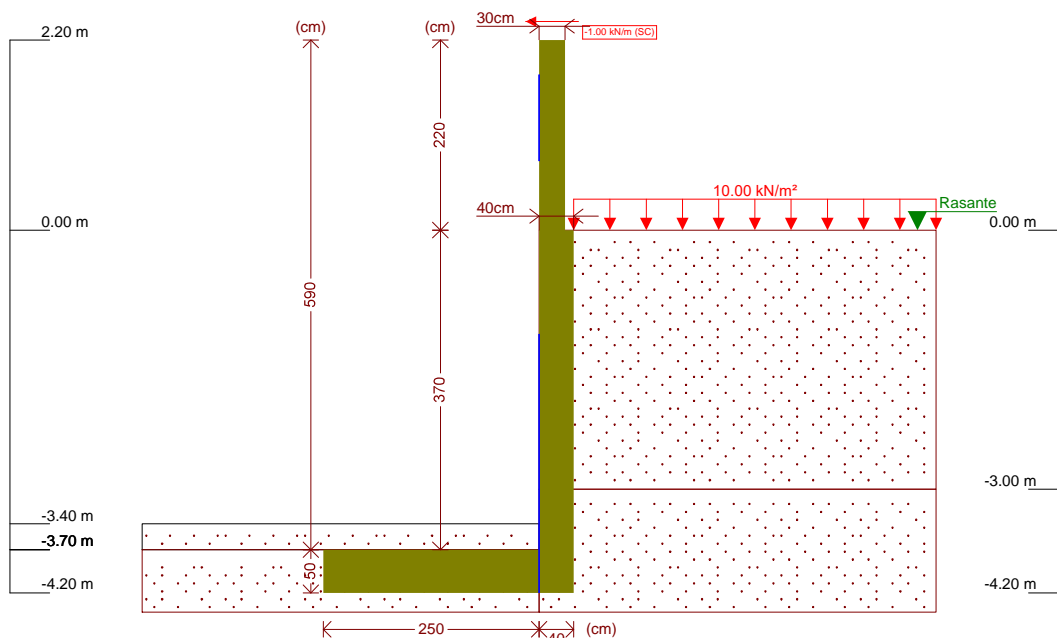 30cm
(cm)
(cm)
-1.00 kN/m (SC)
2.20 m
220
10.00 kN/m²
40cm
Rasante
0.00 m
0.00 m
590
370
-3.00 m
-3.40 m
-3.70 m
50
-4.20 m
-4.20 m
250
40
(cm)